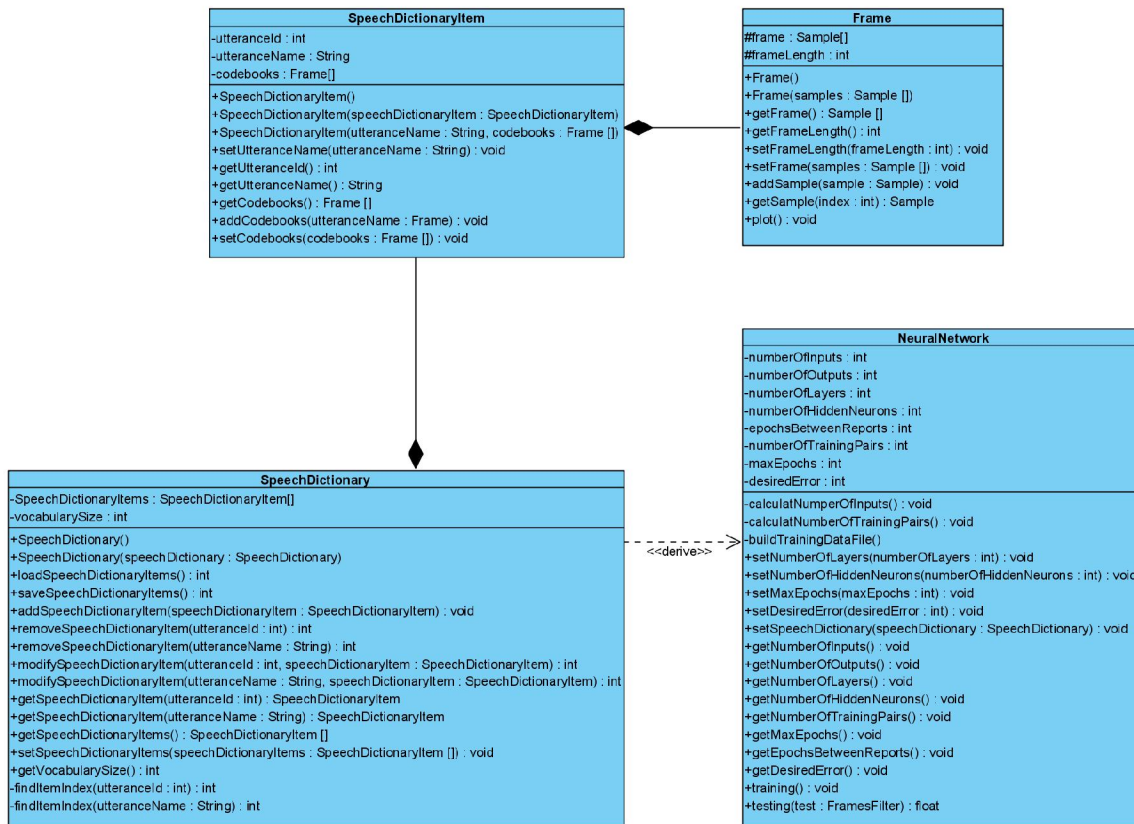 SpeechDictionaryItem
-utteranceId : int
-utteranceName : String
-codebooks : Frame[]
+SpeechDictionaryItem()
+SpeechDictionaryItem(speechDictionaryItem : SpeechDictionaryItem)
+SpeechDictionaryItem(utteranceName : String, codebooks : Frame [])
+setUtteranceName(utteranceName : String) : void
+getUtteranceId() : int
+getUtteranceName() : String
+getCodebooks() : Frame []
+addCodebooks(utteranceName : Frame) : void
+setCodebooks(codebooks : Frame []) : void
Frame
#frame : Sample[]
#frameLength : int
+Frame()
+Frame(samples : Sample [])
+getFrame() : Sample []
+getFrameLength() : int
+setFrameLength(frameLength : int) : void
+setFrame(samples : Sample []) : void
+addSample(sample : Sample) : void
+getSample(index : int) : Sample
+plot() : void
SpeechDictionary
-SpeechDictionaryItems : SpeechDictionaryItem[]
-vocabularySize : int
+SpeechDictionary()
+SpeechDictionary(speechDictionary : SpeechDictionary)
+loadSpeechDictionaryItems() : int
+saveSpeechDictionaryItems() : int
+addSpeechDictionaryItem(speechDictionaryItem : SpeechDictionaryItem) : void
+removeSpeechDictionaryItem(utteranceId : int) : int
+removeSpeechDictionaryItem(utteranceName : String) : int
+modifySpeechDictionaryItem(utteranceId : int, speechDictionaryItem : SpeechDictionaryItem) : int
+modifySpeechDictionaryItem(utteranceName : String, speechDictionaryItem : SpeechDictionaryItem) : int
+getSpeechDictionaryItem(utteranceId : int) : SpeechDictionaryItem
+getSpeechDictionaryItem(utteranceName : String) : SpeechDictionaryItem
+getSpeechDictionaryItems() : SpeechDictionaryItem []
+setSpeechDictionaryItems(speechDictionaryItems : SpeechDictionaryItem []) : void
+getVocabularySize() : int
-findItemIndex(utteranceId : int) : int
-findItemIndex(utteranceName : String) : int
<<derive>>
NeuralNetwork
-numberOfInputs : int
-numberOfOutputs : int
-numberOfLayers : int
-numberOfHiddenNeurons : int
-epochsBetweenReports : int
-numberOfTrainingPairs : int
-maxEpochs : int
-desiredError : int
-calculatNumperOfInputs() : void
-calculatNumberOfTrainingPairs() : void
-buildTrainingDataFile()
+setNumberOfLayers(numberOfLayers : int) : void
+setNumberOfHiddenNeurons(numberOfHiddenNeurons : int) : void
+setMaxEpochs(maxEpochs : int) : void
+setDesiredError(desiredError : int) : void
+setSpeechDictionary(speechDictionary : SpeechDictionary) : void
+getNumberOfInputs() : void
+getNumberOfOutputs() : void
+getNumberOfLayers() : void
+getNumberOfHiddenNeurons() : void
+getNumberOfTrainingPairs() : void
+getMaxEpochs() : void
+getEpochsBetweenReports() : void
+getDesiredError() : void
+training() : void
+testing(test : FramesFilter) : float